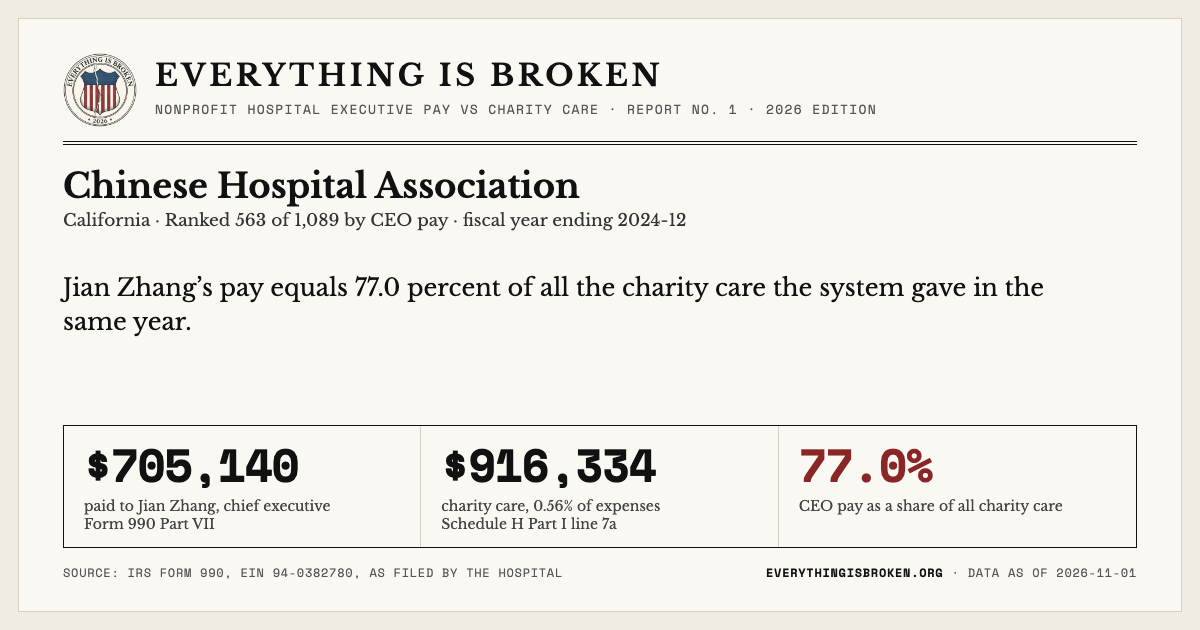 EVERYTHING IS BROKEN
2026
EVERYTHING IS BROKEN
NONPROFIT HOSPITAL EXECUTIVE PAY VS CHARITY CARE · REPORT NO. 1 · 2026 EDITION
Chinese Hospital Association
California · Ranked 563 of 1,089 by CEO pay · fiscal year ending 2024-12
Jian Zhang’s pay equals 77.0 percent of all the charity care the system gave in the
same year.
$705,140
paid to Jian Zhang, chief executive
Form 990 Part VII
$916,334
charity care, 0.56% of expenses
Schedule H Part I line 7a
77.0%
CEO pay as a share of all charity care
SOURCE: IRS FORM 990, EIN 94-0382780, AS FILED BY THE HOSPITAL
EVERYTHINGISBROKEN.ORG · DATA AS OF 2026-11-01